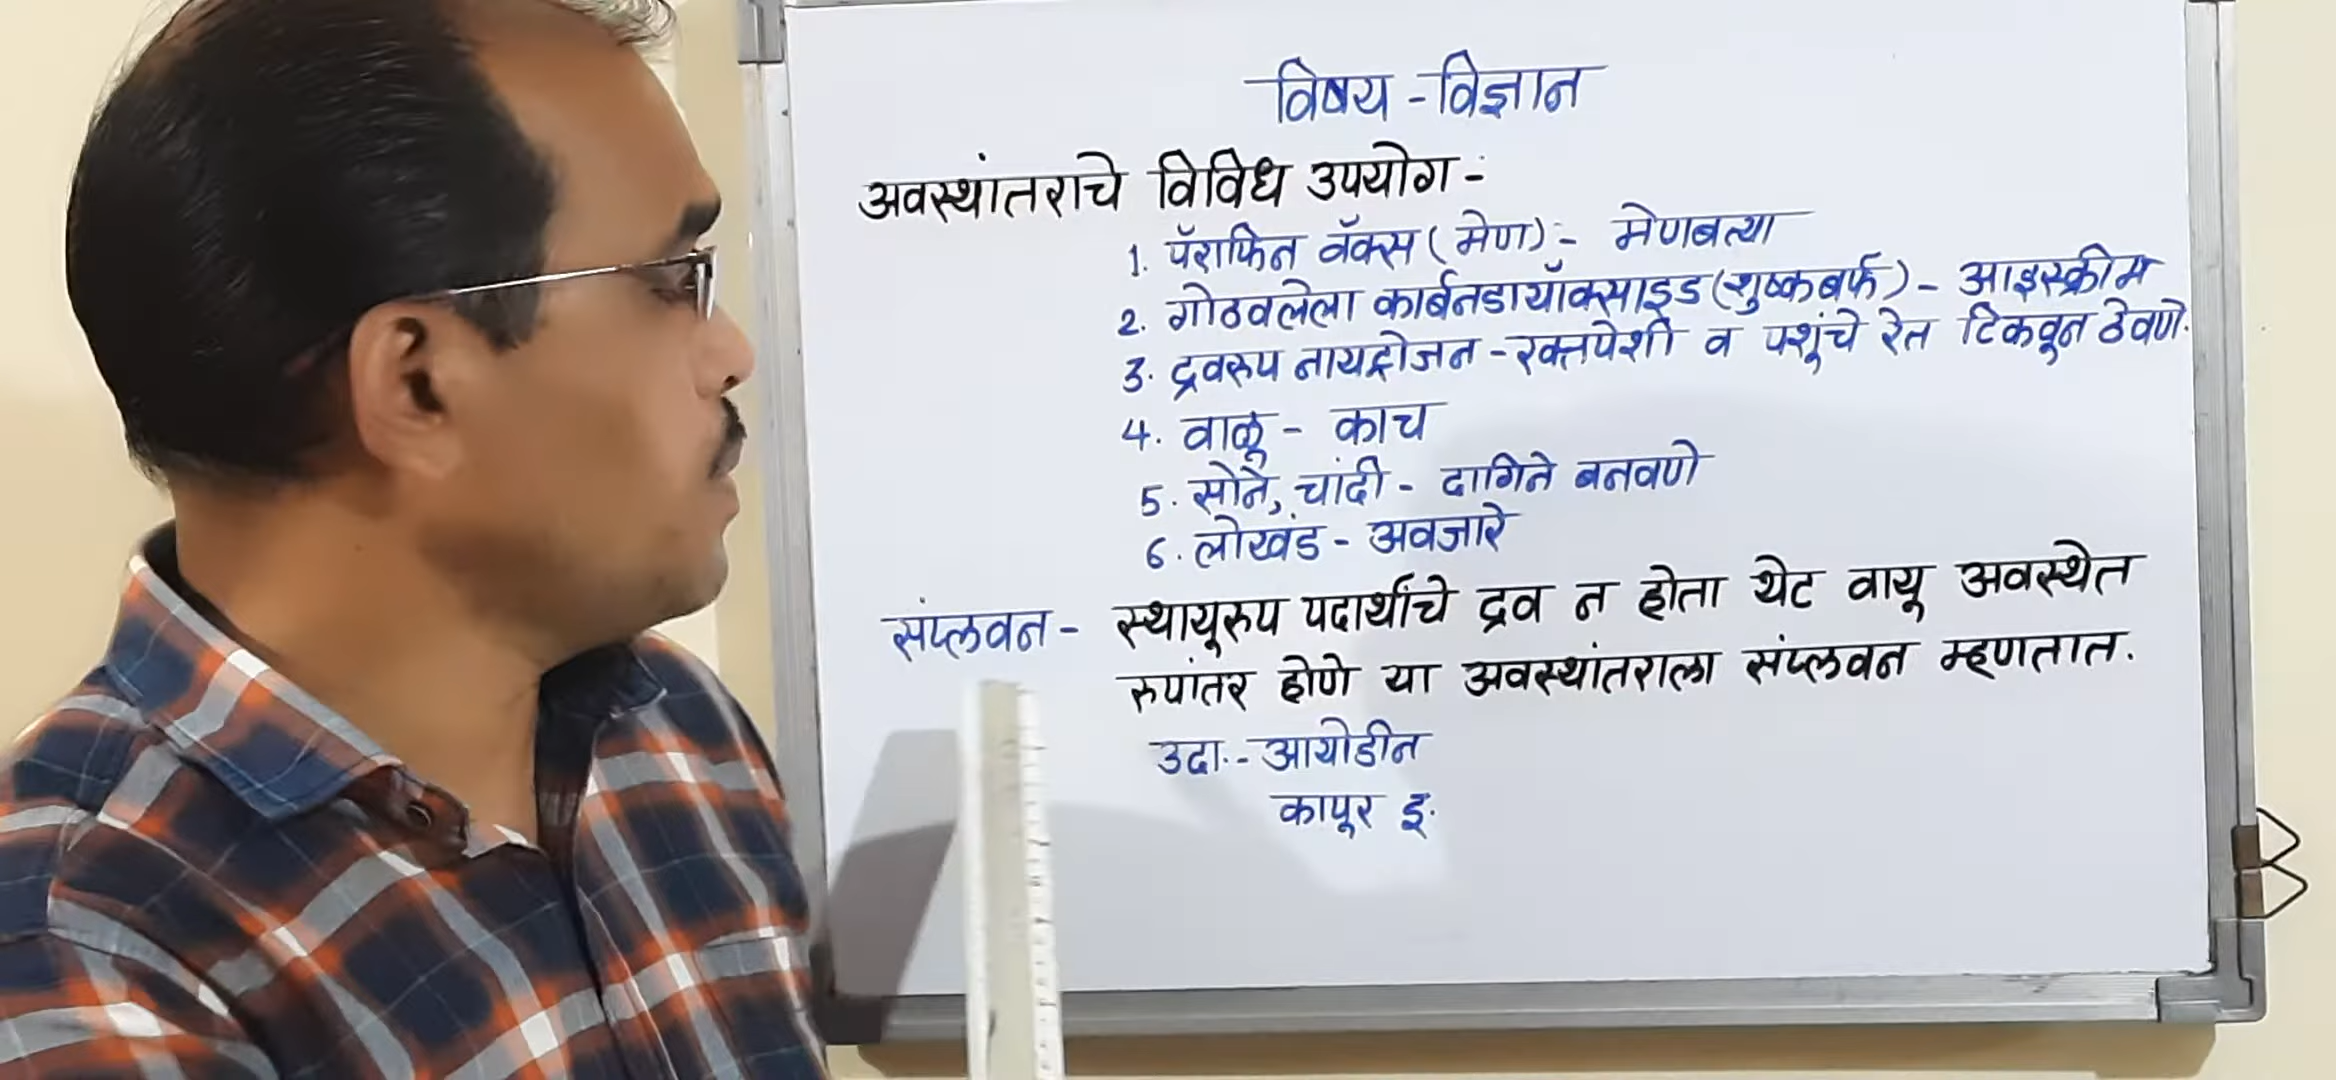 विषय - विज्ञान
अवस्थांतराचे विविध उपयोग -
1. पॅराफिन वॅक्स (मेण) :- मेणबत्या
2. गोठवलेला कार्बनडायॉक्साइड (शुष्कबर्फ) - आइस्क्रीम
3. द्रवरुप नायट्रोजन - रक्तपेशी व पशूंचे रेत टिकवून ठेवणे.
4. वाळू - काच
5. सोने, चांदी - दागिने बनवणे
6. लोखंड - अवजारे
संप्लवन - स्थायूरुप पदार्थांचे द्रव न होता थेट वायू अवस्थेत
रुपांतर होणे या अवस्थांतराला संप्लवन म्हणतात.
उदा.- आयोडीन
कापूर इ.